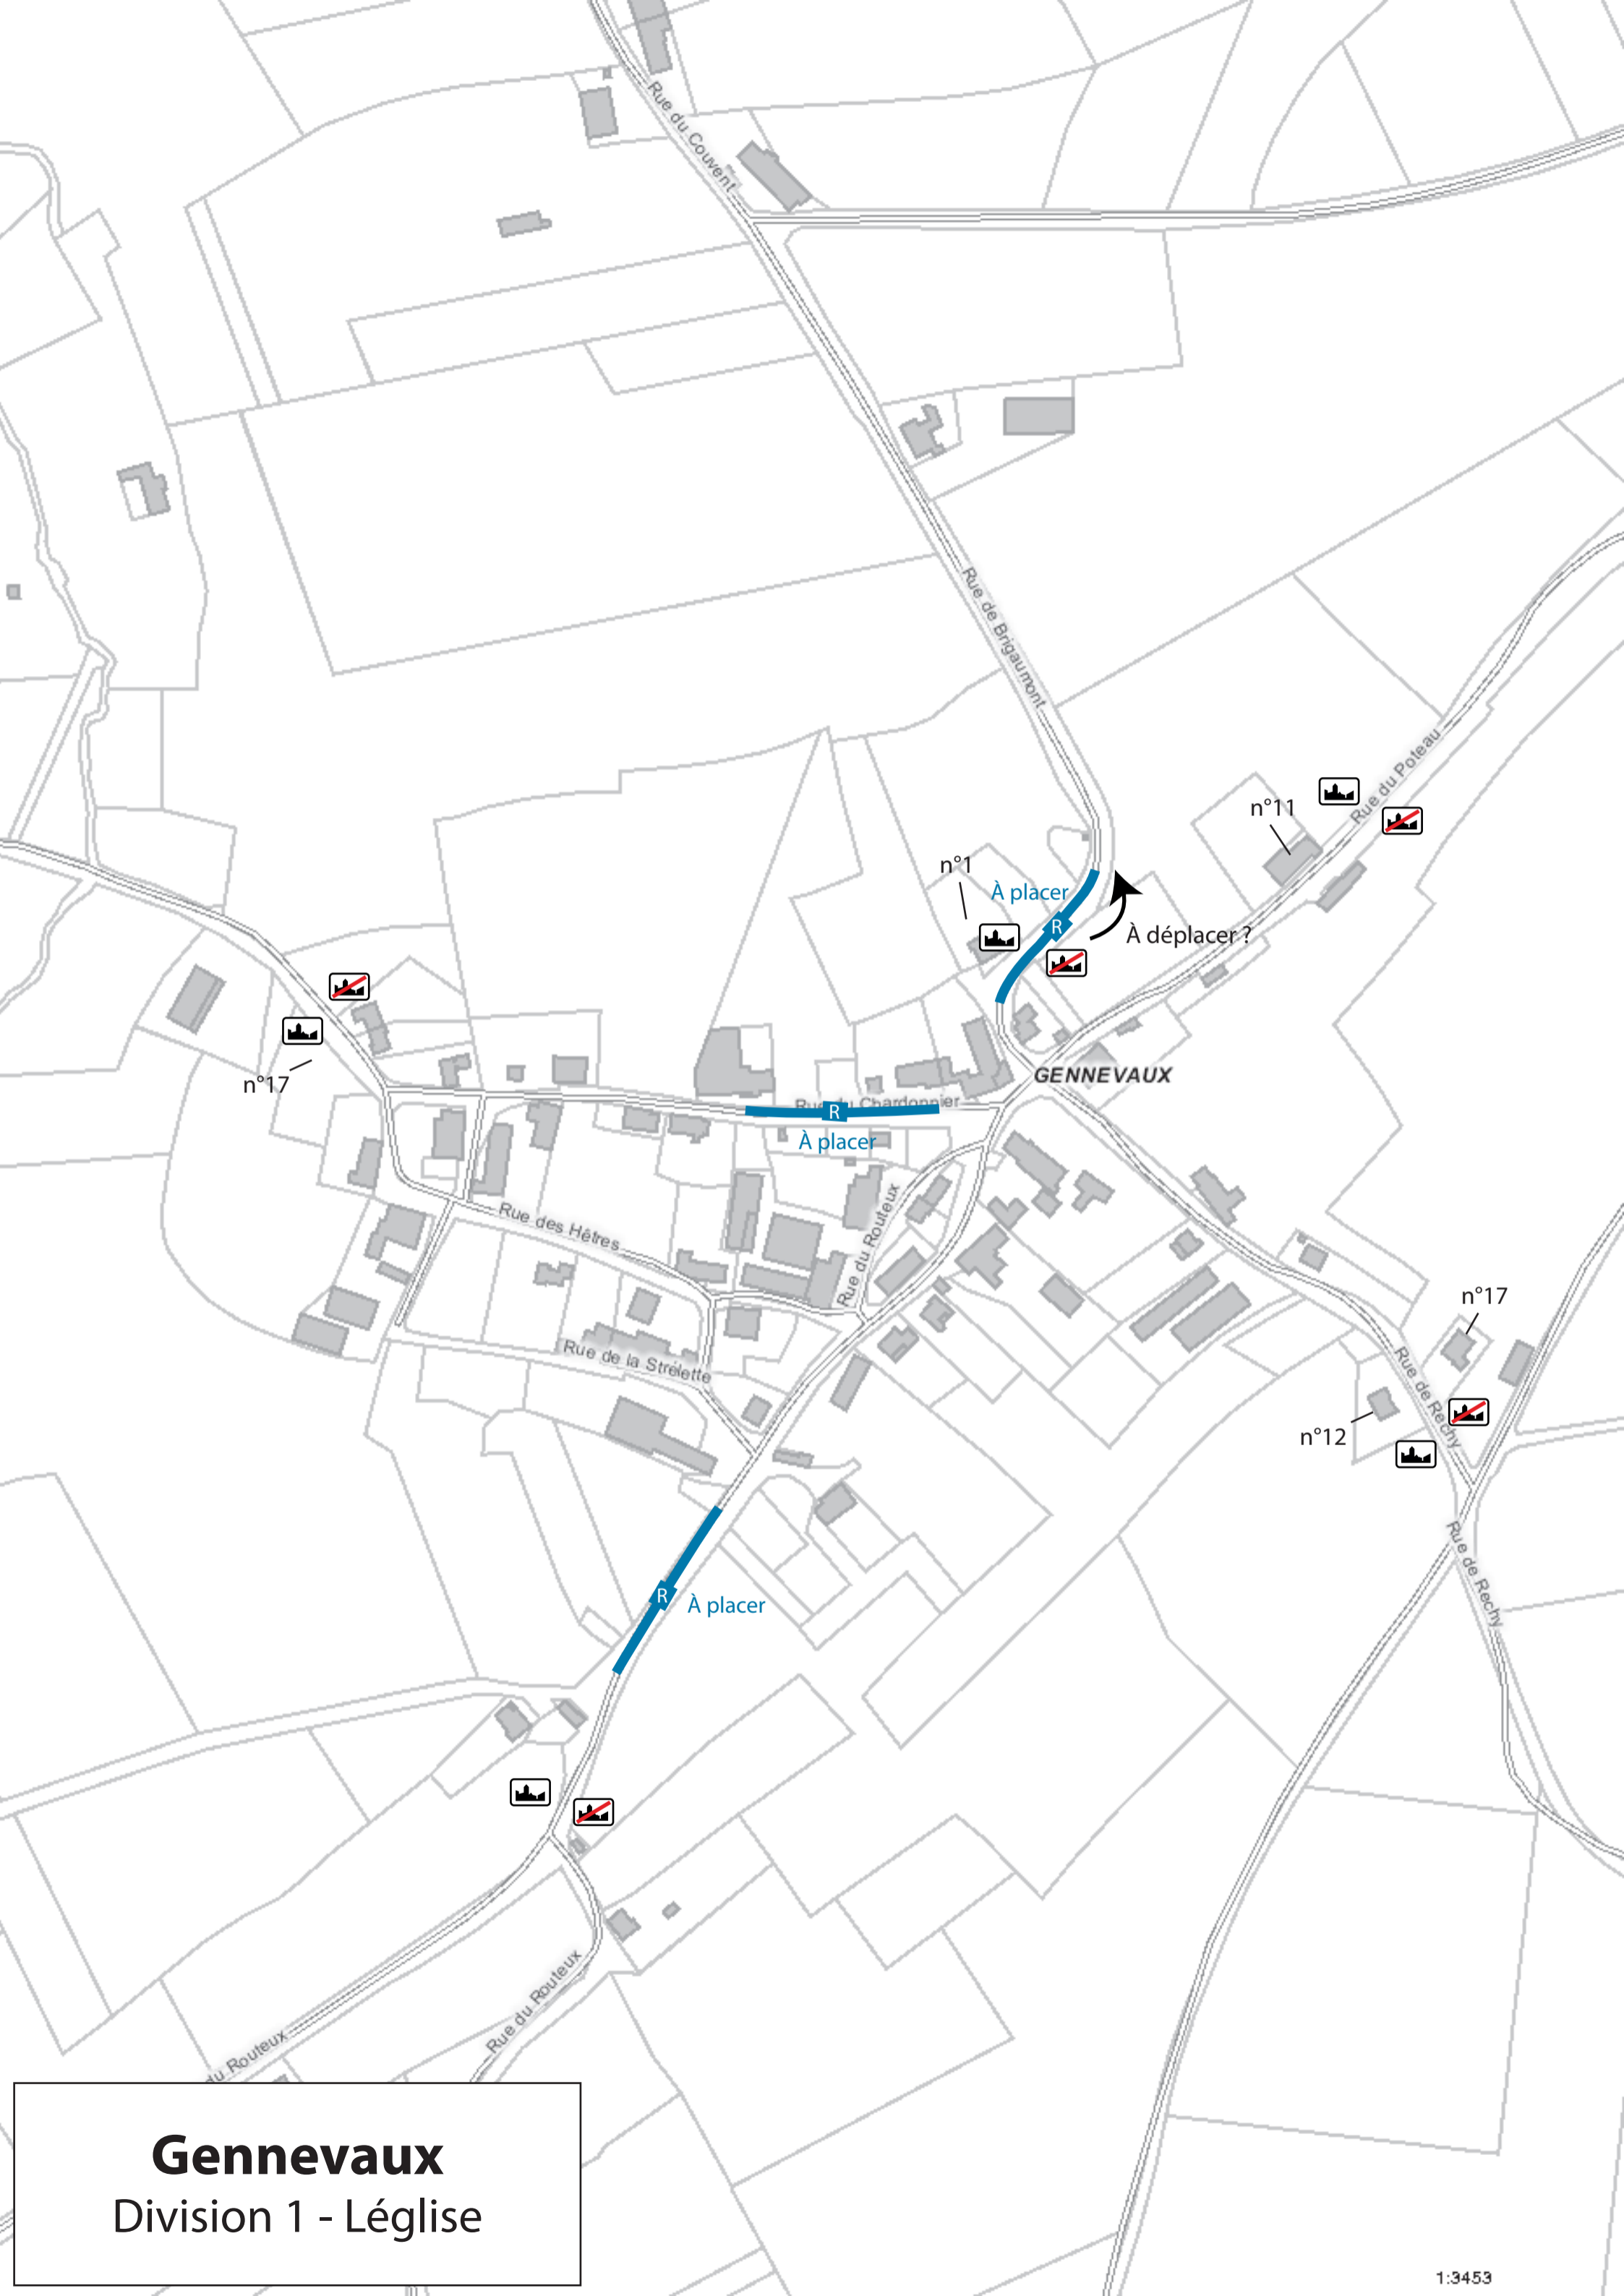 Rue du Couvent
Rue de Brigaumont
Rue du Poteau
n°11
n°1
À placer
R
À déplacer ?
n°17
GENNEVAUX
Rue du Chardonnier
R
À placer
Rue des Hêtres
Rue du Routeux
Rue de la Strêlette
n°17
Rue de Rechy
n°12
Rue de Rechy
R
À placer
Rue du Routeux
du Routeux
Gennevaux
Division 1 - Léglise
1:3453